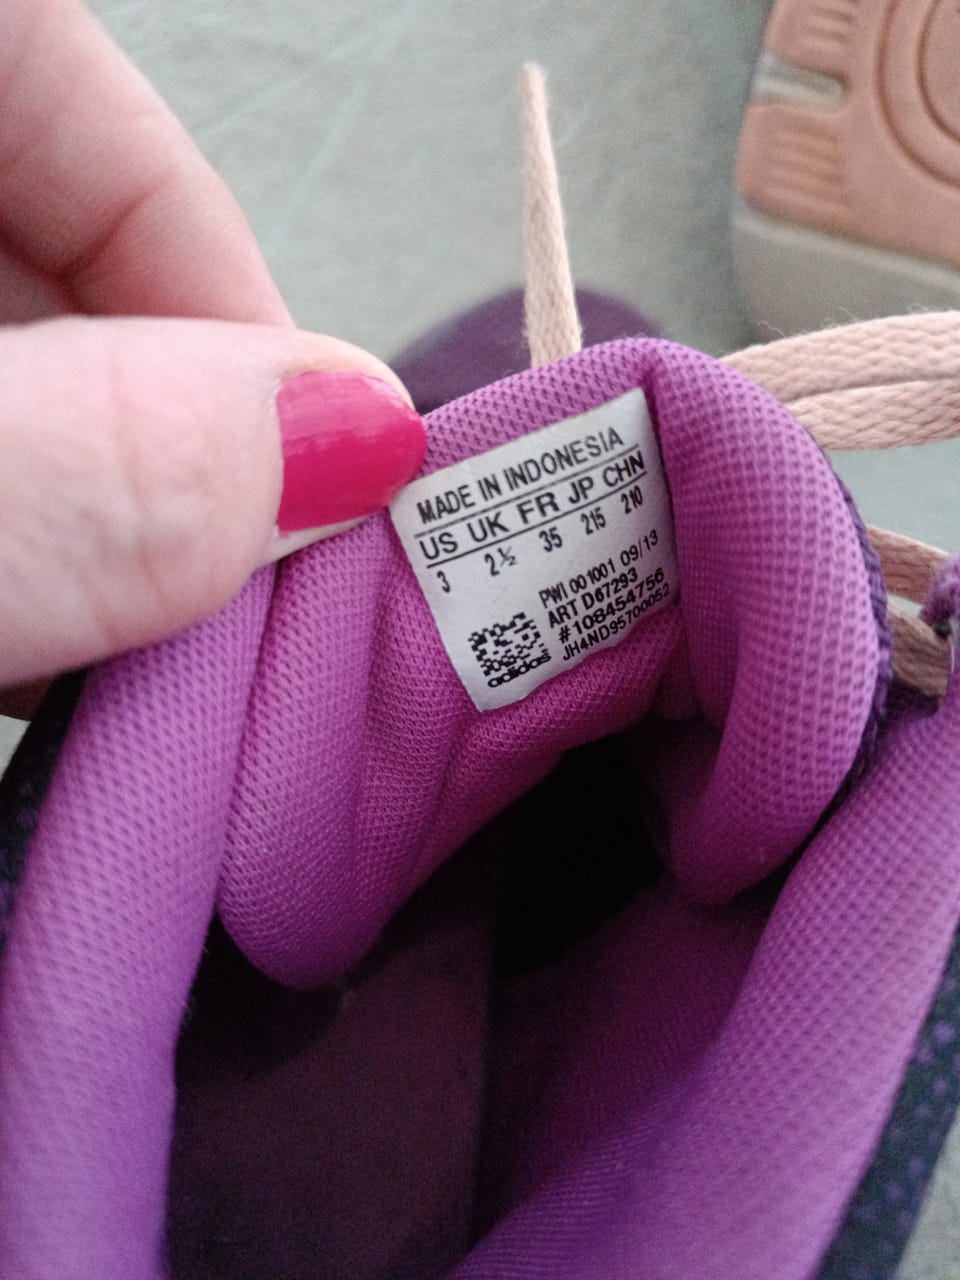 MADE IN INDONESIA
US UK FR JP CHN
3 2½ 35 215 210
PWI 001001 09/13
ART D67293
#108454756
JH4ND95700052
adidas